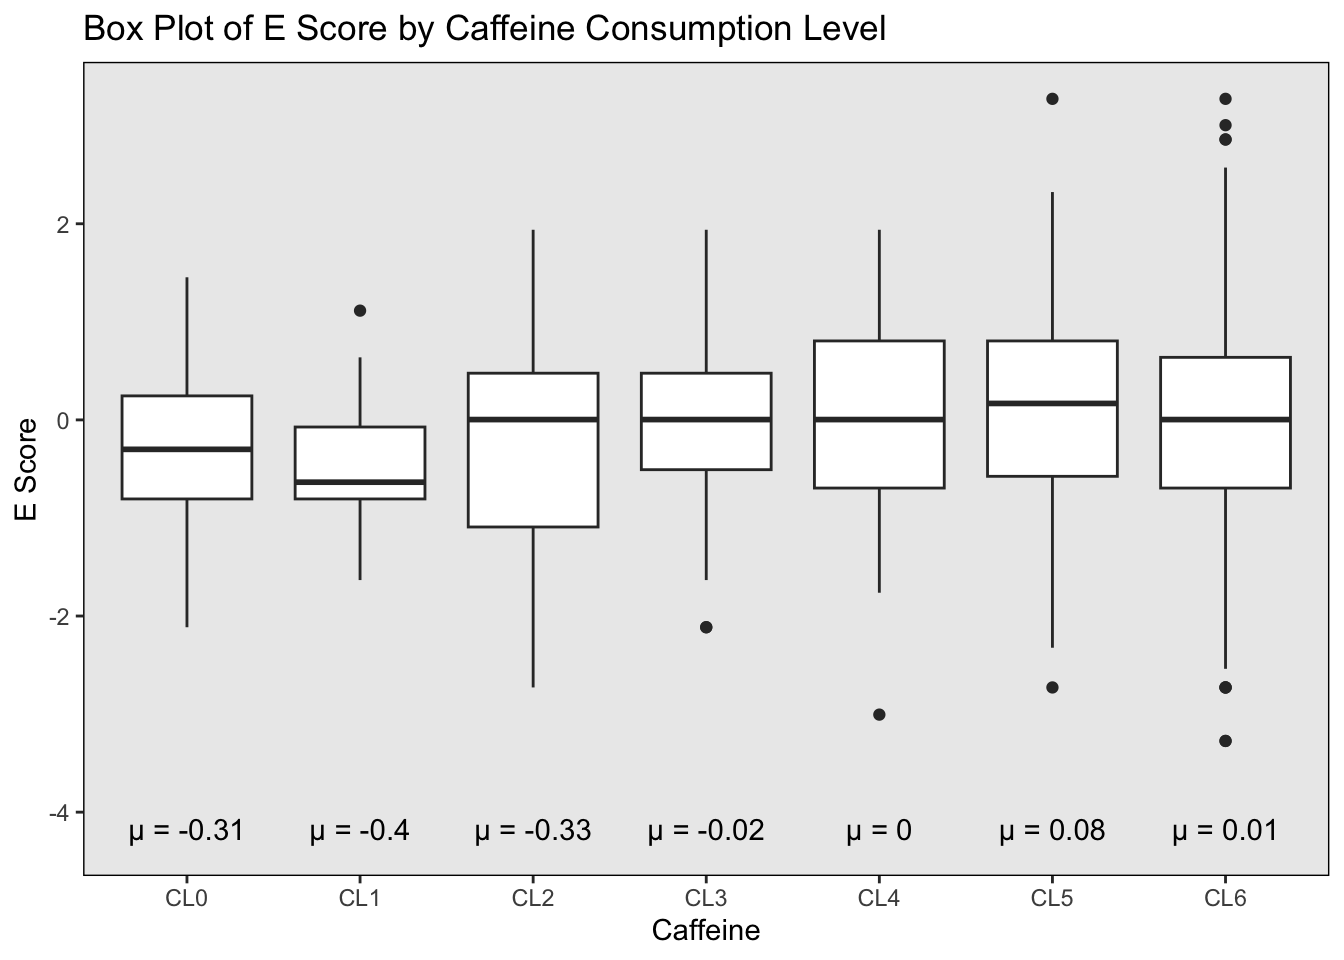 Box Plot of E Score by Caffeine Consumption Level
E Score
2
0
-2
-4
μ = -0.31 μ = -0.4 μ = -0.33 μ = -0.02 μ = 0 μ = 0.08 μ = 0.01
CL0 CL1 CL2 CL3 CL4 CL5 CL6
Caffeine